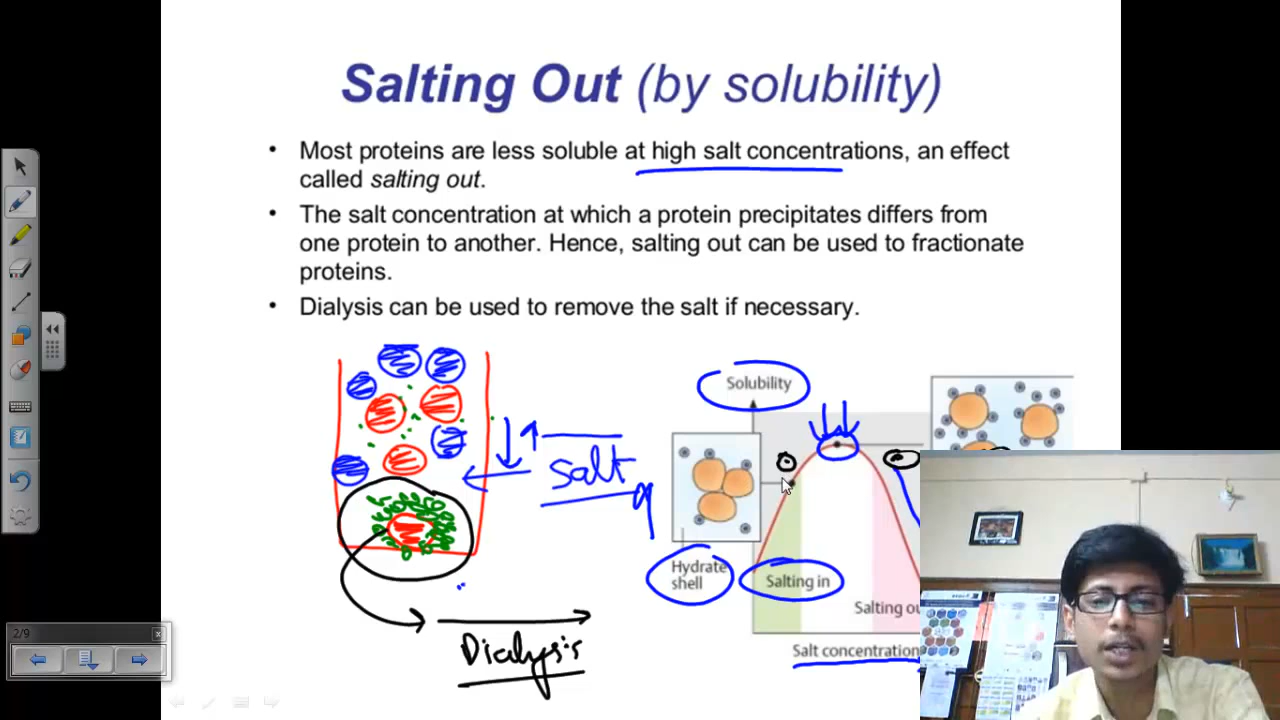 Salting Out (by solubility)
• Most proteins are less soluble at high salt concentrations, an effect
called salting out.
• The salt concentration at which a protein precipitates differs from
one protein to another. Hence, salting out can be used to fractionate
proteins.
• Dialysis can be used to remove the salt if necessary.
Solubility
Salt
Hydrate
shell
Salting in
Salting ou
Salt concentration
Dialysis
2/9